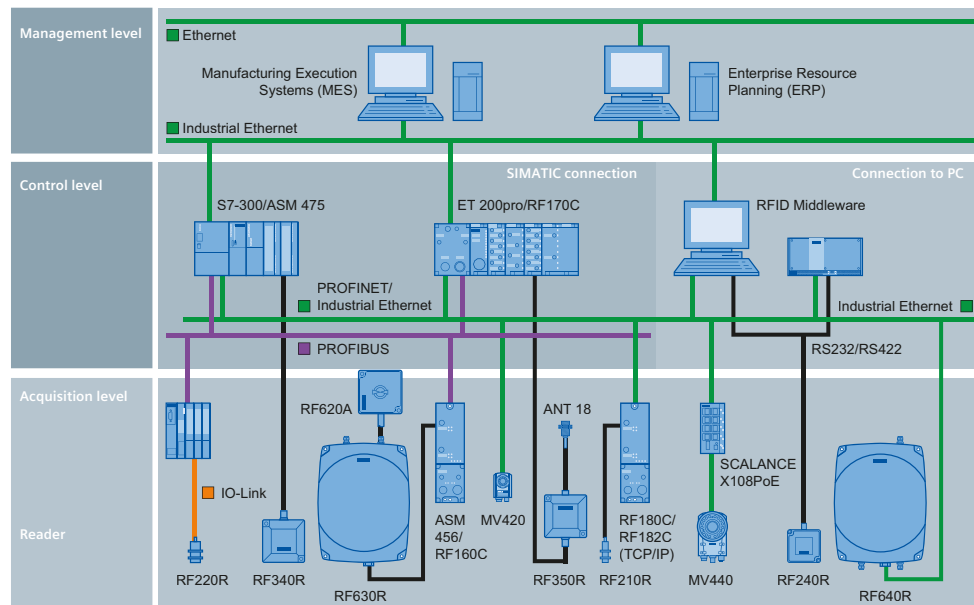 Management level
Ethernet
Manufacturing Execution
Systems (MES)
Enterprise Resource
Planning (ERP)
Industrial Ethernet
Control level
SIMATIC connection
Connection to PC
S7-300/ASM 475
ET 200pro/RF170C
RFID Middleware
PROFINET/
Industrial Ethernet
Industrial Ethernet
PROFIBUS
RS232/RS422
Acquisition level
RF620A
ANT 18
SCALANCE
X108PoE
IO-Link
ASM
456/
RF160C
MV420
RF180C/
RF182C
(TCP/IP)
Reader
RF220R
RF340R
RF630R
RF350R
RF210R
MV440
RF240R
RF640R